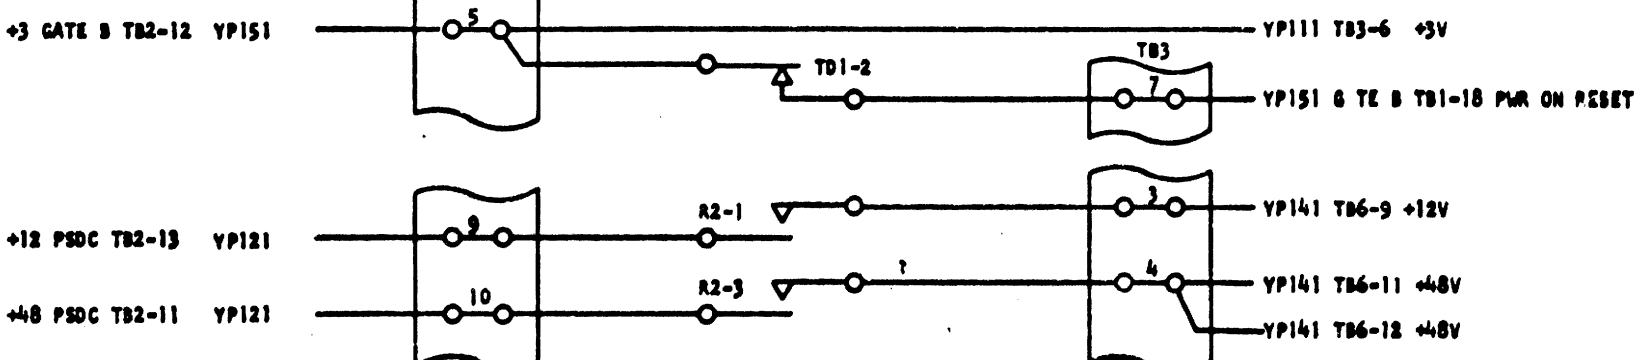 +3 GATE B TB2-12 YP151
5
YP111 TB3-6 +3V
TB3
TD1-2
7
YP151 G TE B TB1-18 PWR ON RESET
R2-1
3
YP141 TB6-9 +12V
+12 PSDC TB2-13 YP121
9
R2-3
?
4
YP141 TB6-11 +48V
+48 PSDC TB2-11 YP121
10
YP141 TB6-12 +48V